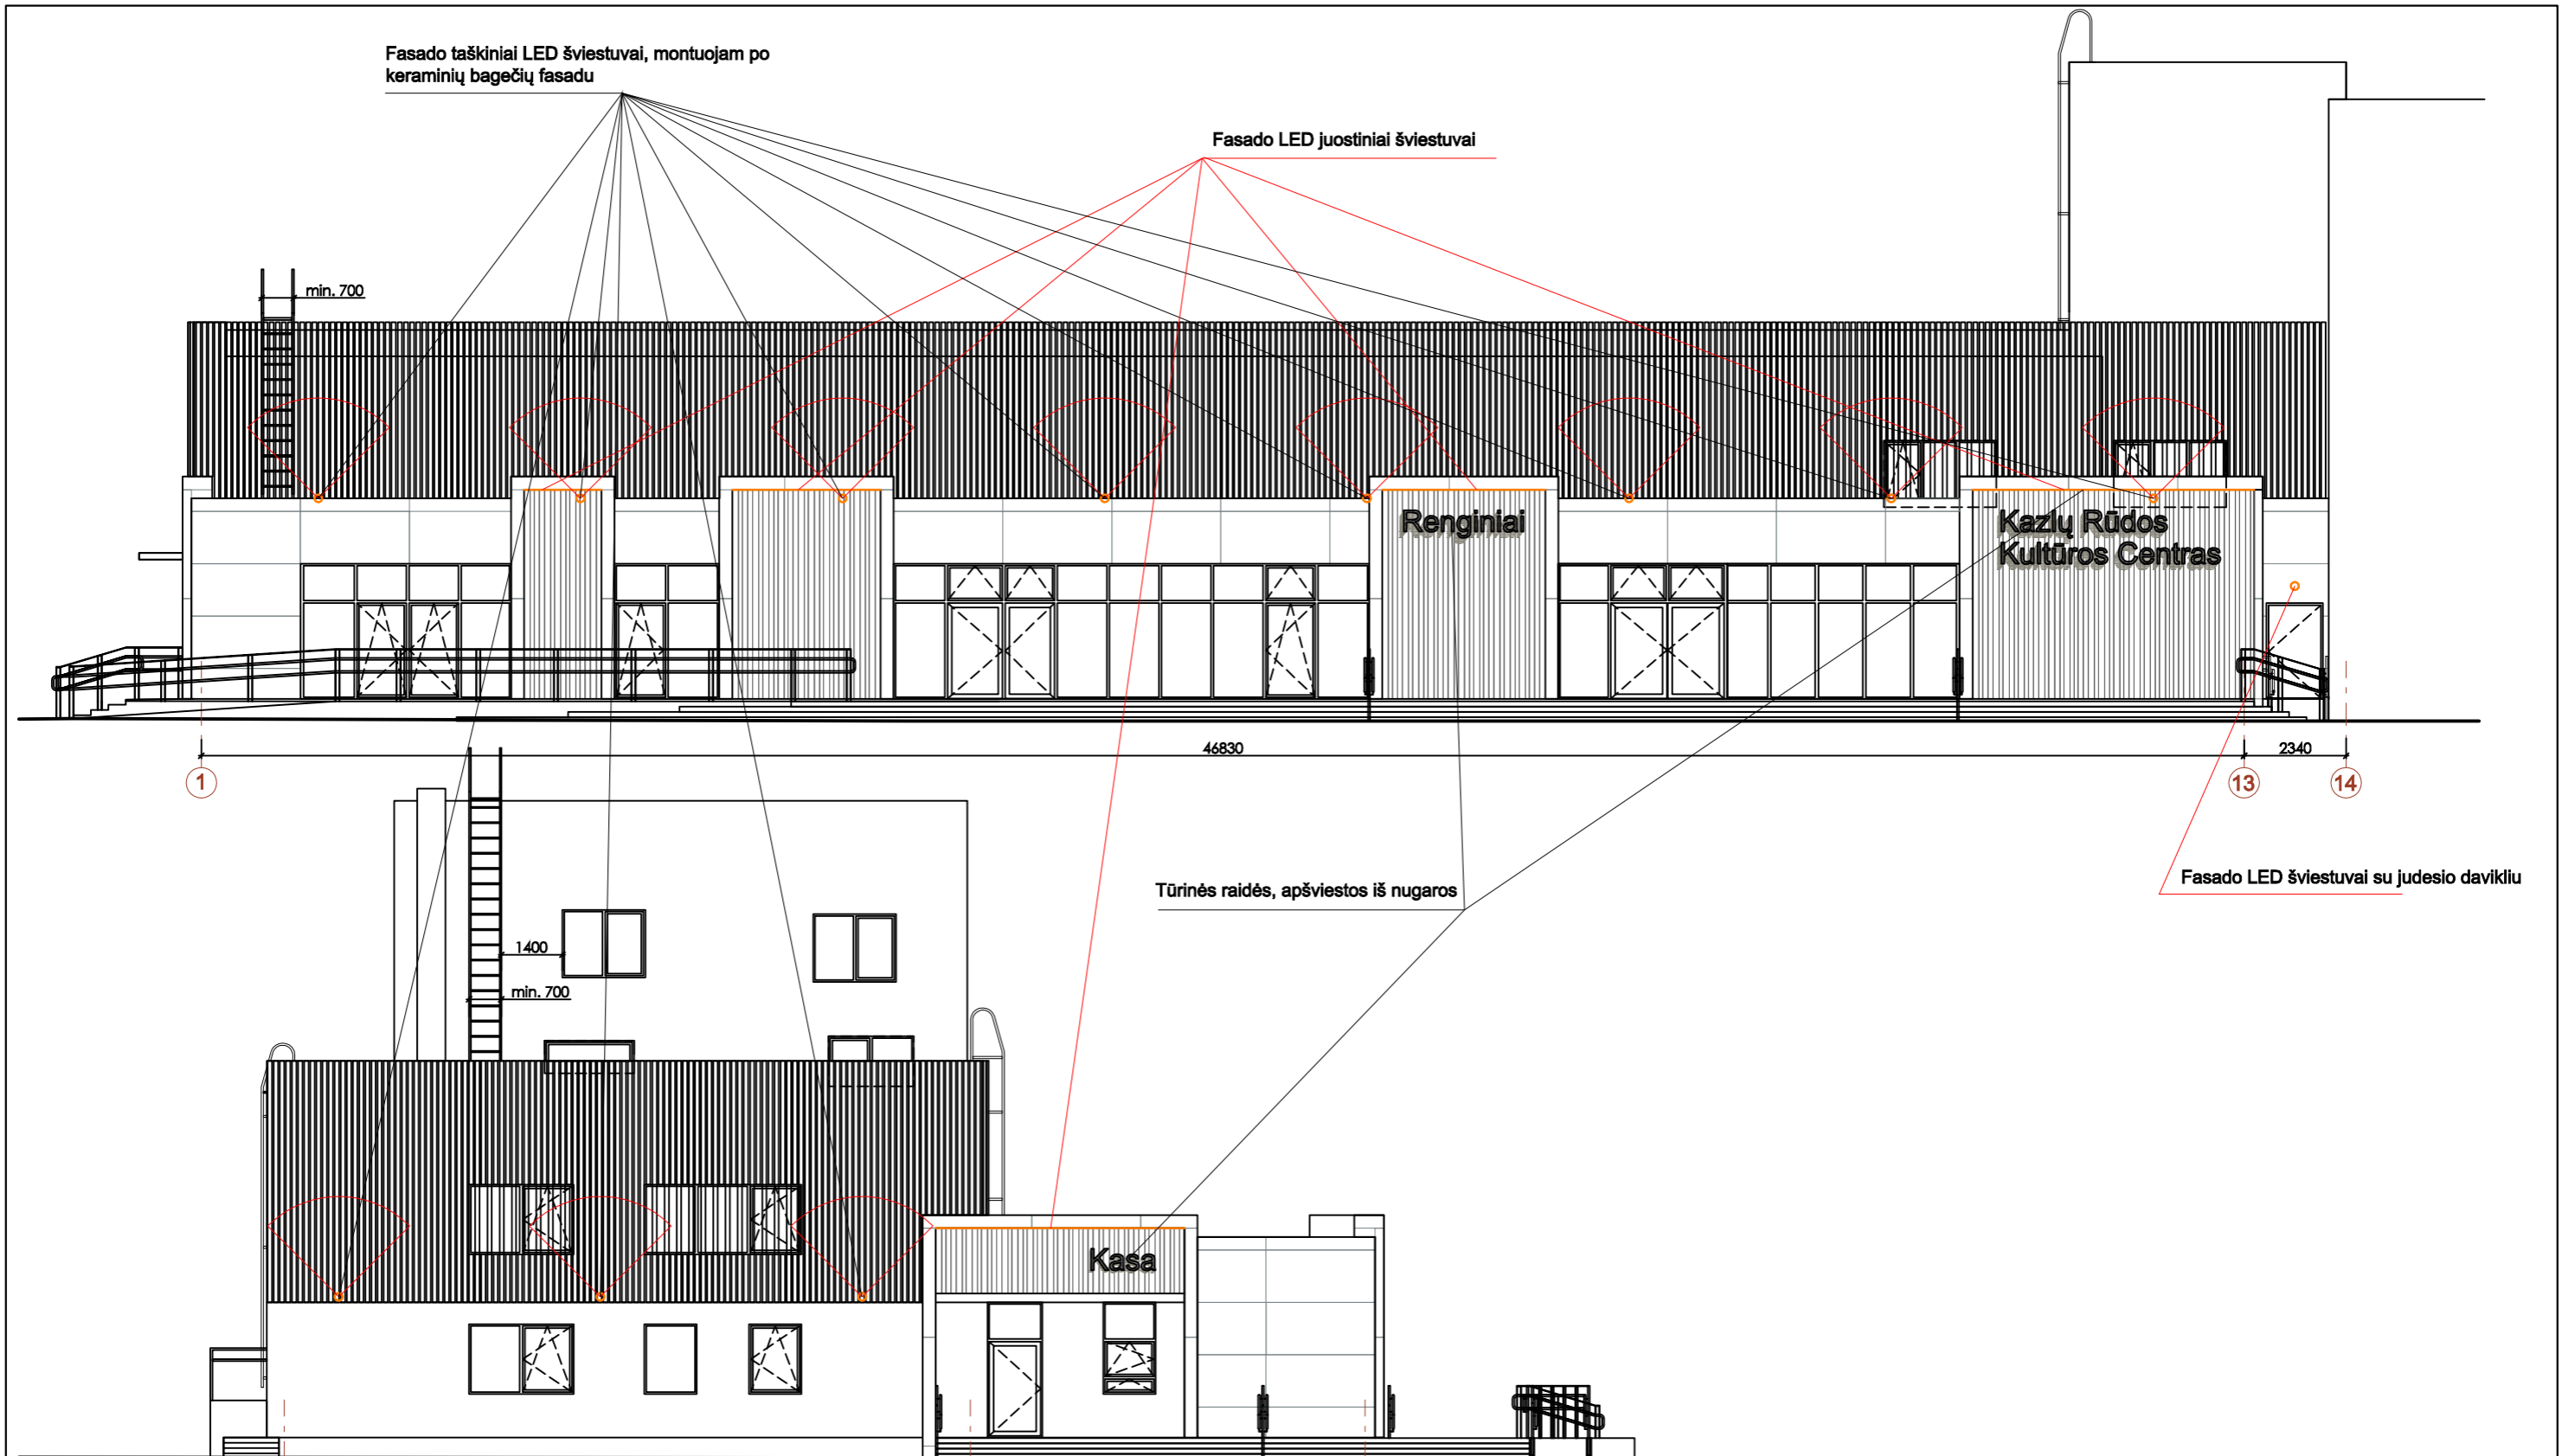 Fasado taškiniai LED šviestuvai, montuojam po
keraminių bagečių fasadu
Fasado LED juostiniai šviestuvai
min. 700
Renginiai
Kazlų Rūdos
Kultūros Centras
46830
2340
1
13
14
Tūrinės raidės, apšviestos iš nugaros
Fasado LED šviestuvai su judesio davikliu
1400
min. 700
Kasa